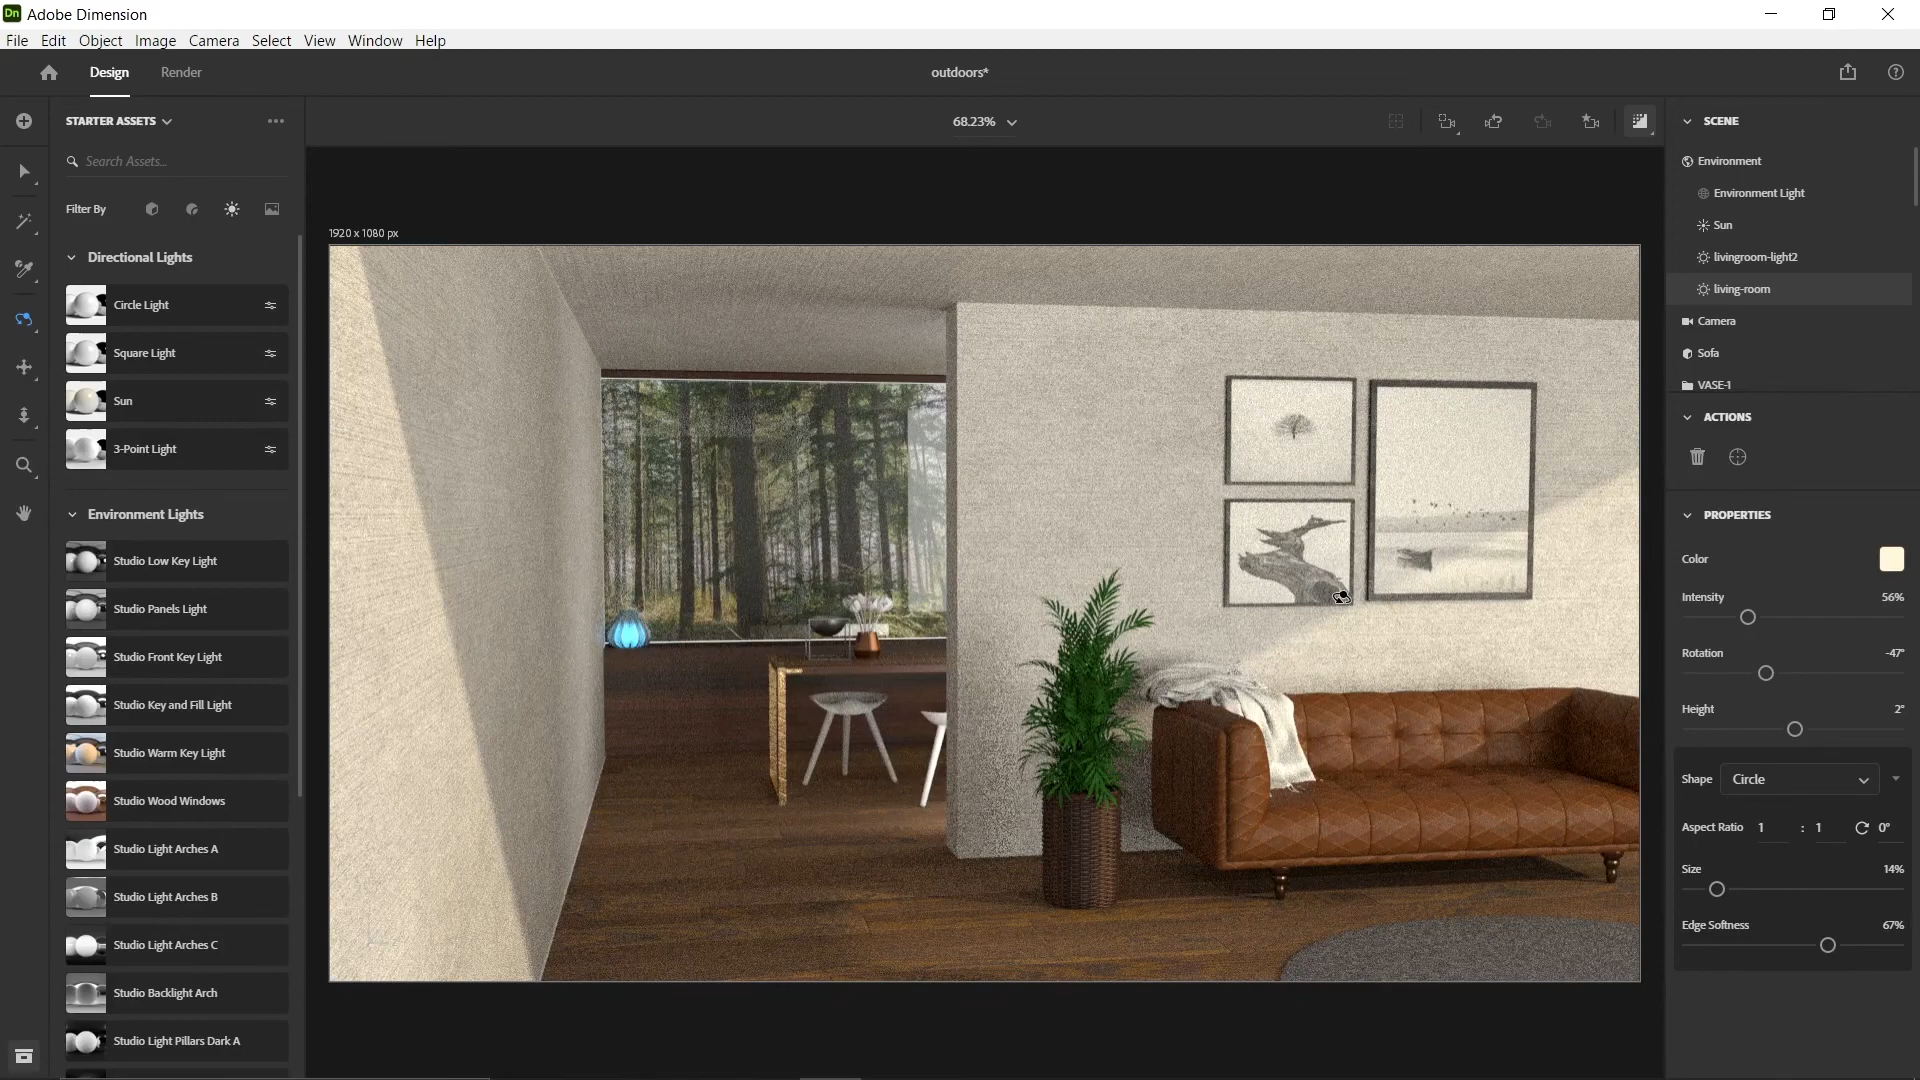 Dn Adobe Dimension
File Edit Object Image Camera Select View Window Help
Design Render outdoors*
STARTER ASSETS
Search Assets...
Filter By
Directional Lights
Circle Light
Square Light
Sun
3-Point Light
Environment Lights
Studio Low Key Light
Studio Panels Light
Studio Front Key Light
Studio Key and Fill Light
Studio Warm Key Light
Studio Wood Windows
Studio Light Arches A
Studio Light Arches B
Studio Light Arches C
Studio Backlight Arch
Studio Light Pillars Dark A
68.23%
1920 x 1080 px
SCENE
Environment
Environment Light
Sun
livingroom-light2
living-room
Camera
Sofa
VASE-1
ACTIONS
PROPERTIES
Color
Intensity 56%
Rotation -47°
Height 2°
Shape Circle
Aspect Ratio 1 : 1 0°
Size 14%
Edge Softness 67%